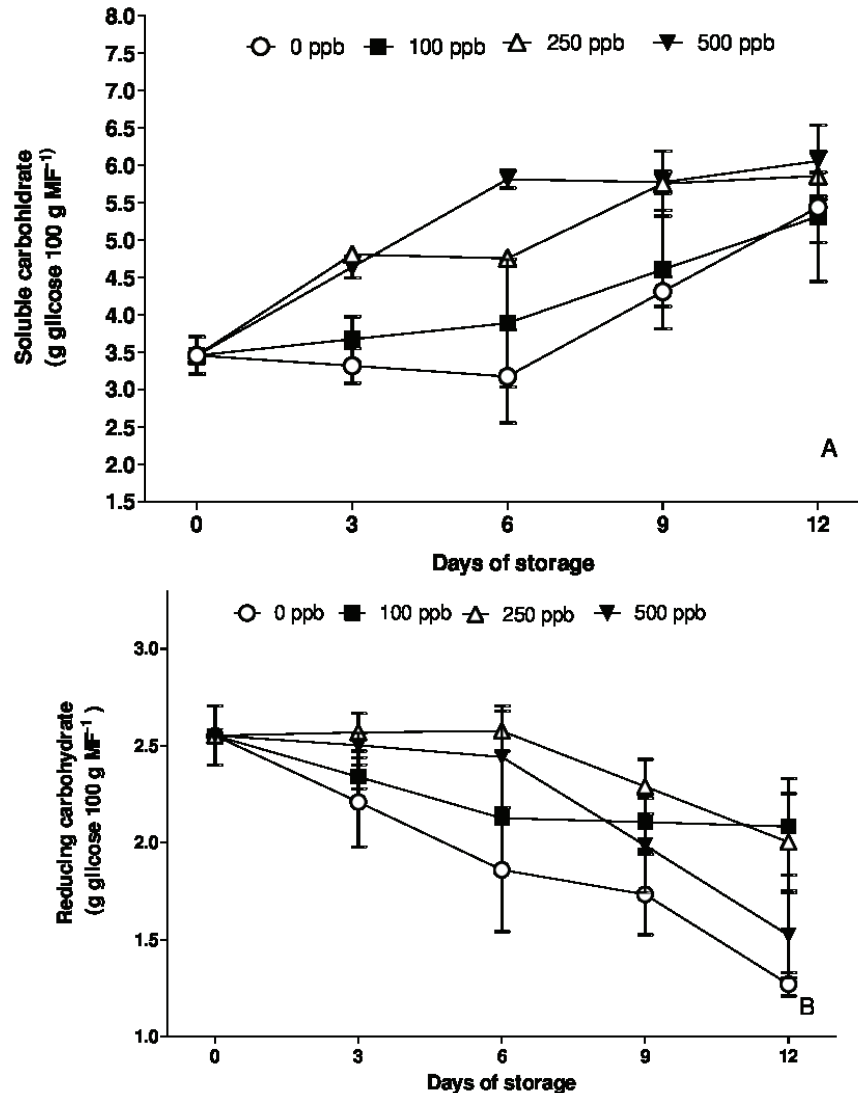 0 ppb 100 ppb 250 ppb 500 ppb
8.0
7.5
7.0
6.5
6.0
5.5
5.0
4.5
4.0
3.5
3.0
2.5
2.0
1.5
Soluble carbohidrate
(g glicose 100 g MF⁻¹)
A
0 3 6 9 12
Days of storage
0 ppb 100 ppb 250 ppb 500 ppb
3.0
2.5
2.0
1.5
1.0
Reducing carbohydrate
(g glicose 100 g MF⁻¹)
B
0 3 6 9 12
Days of storage